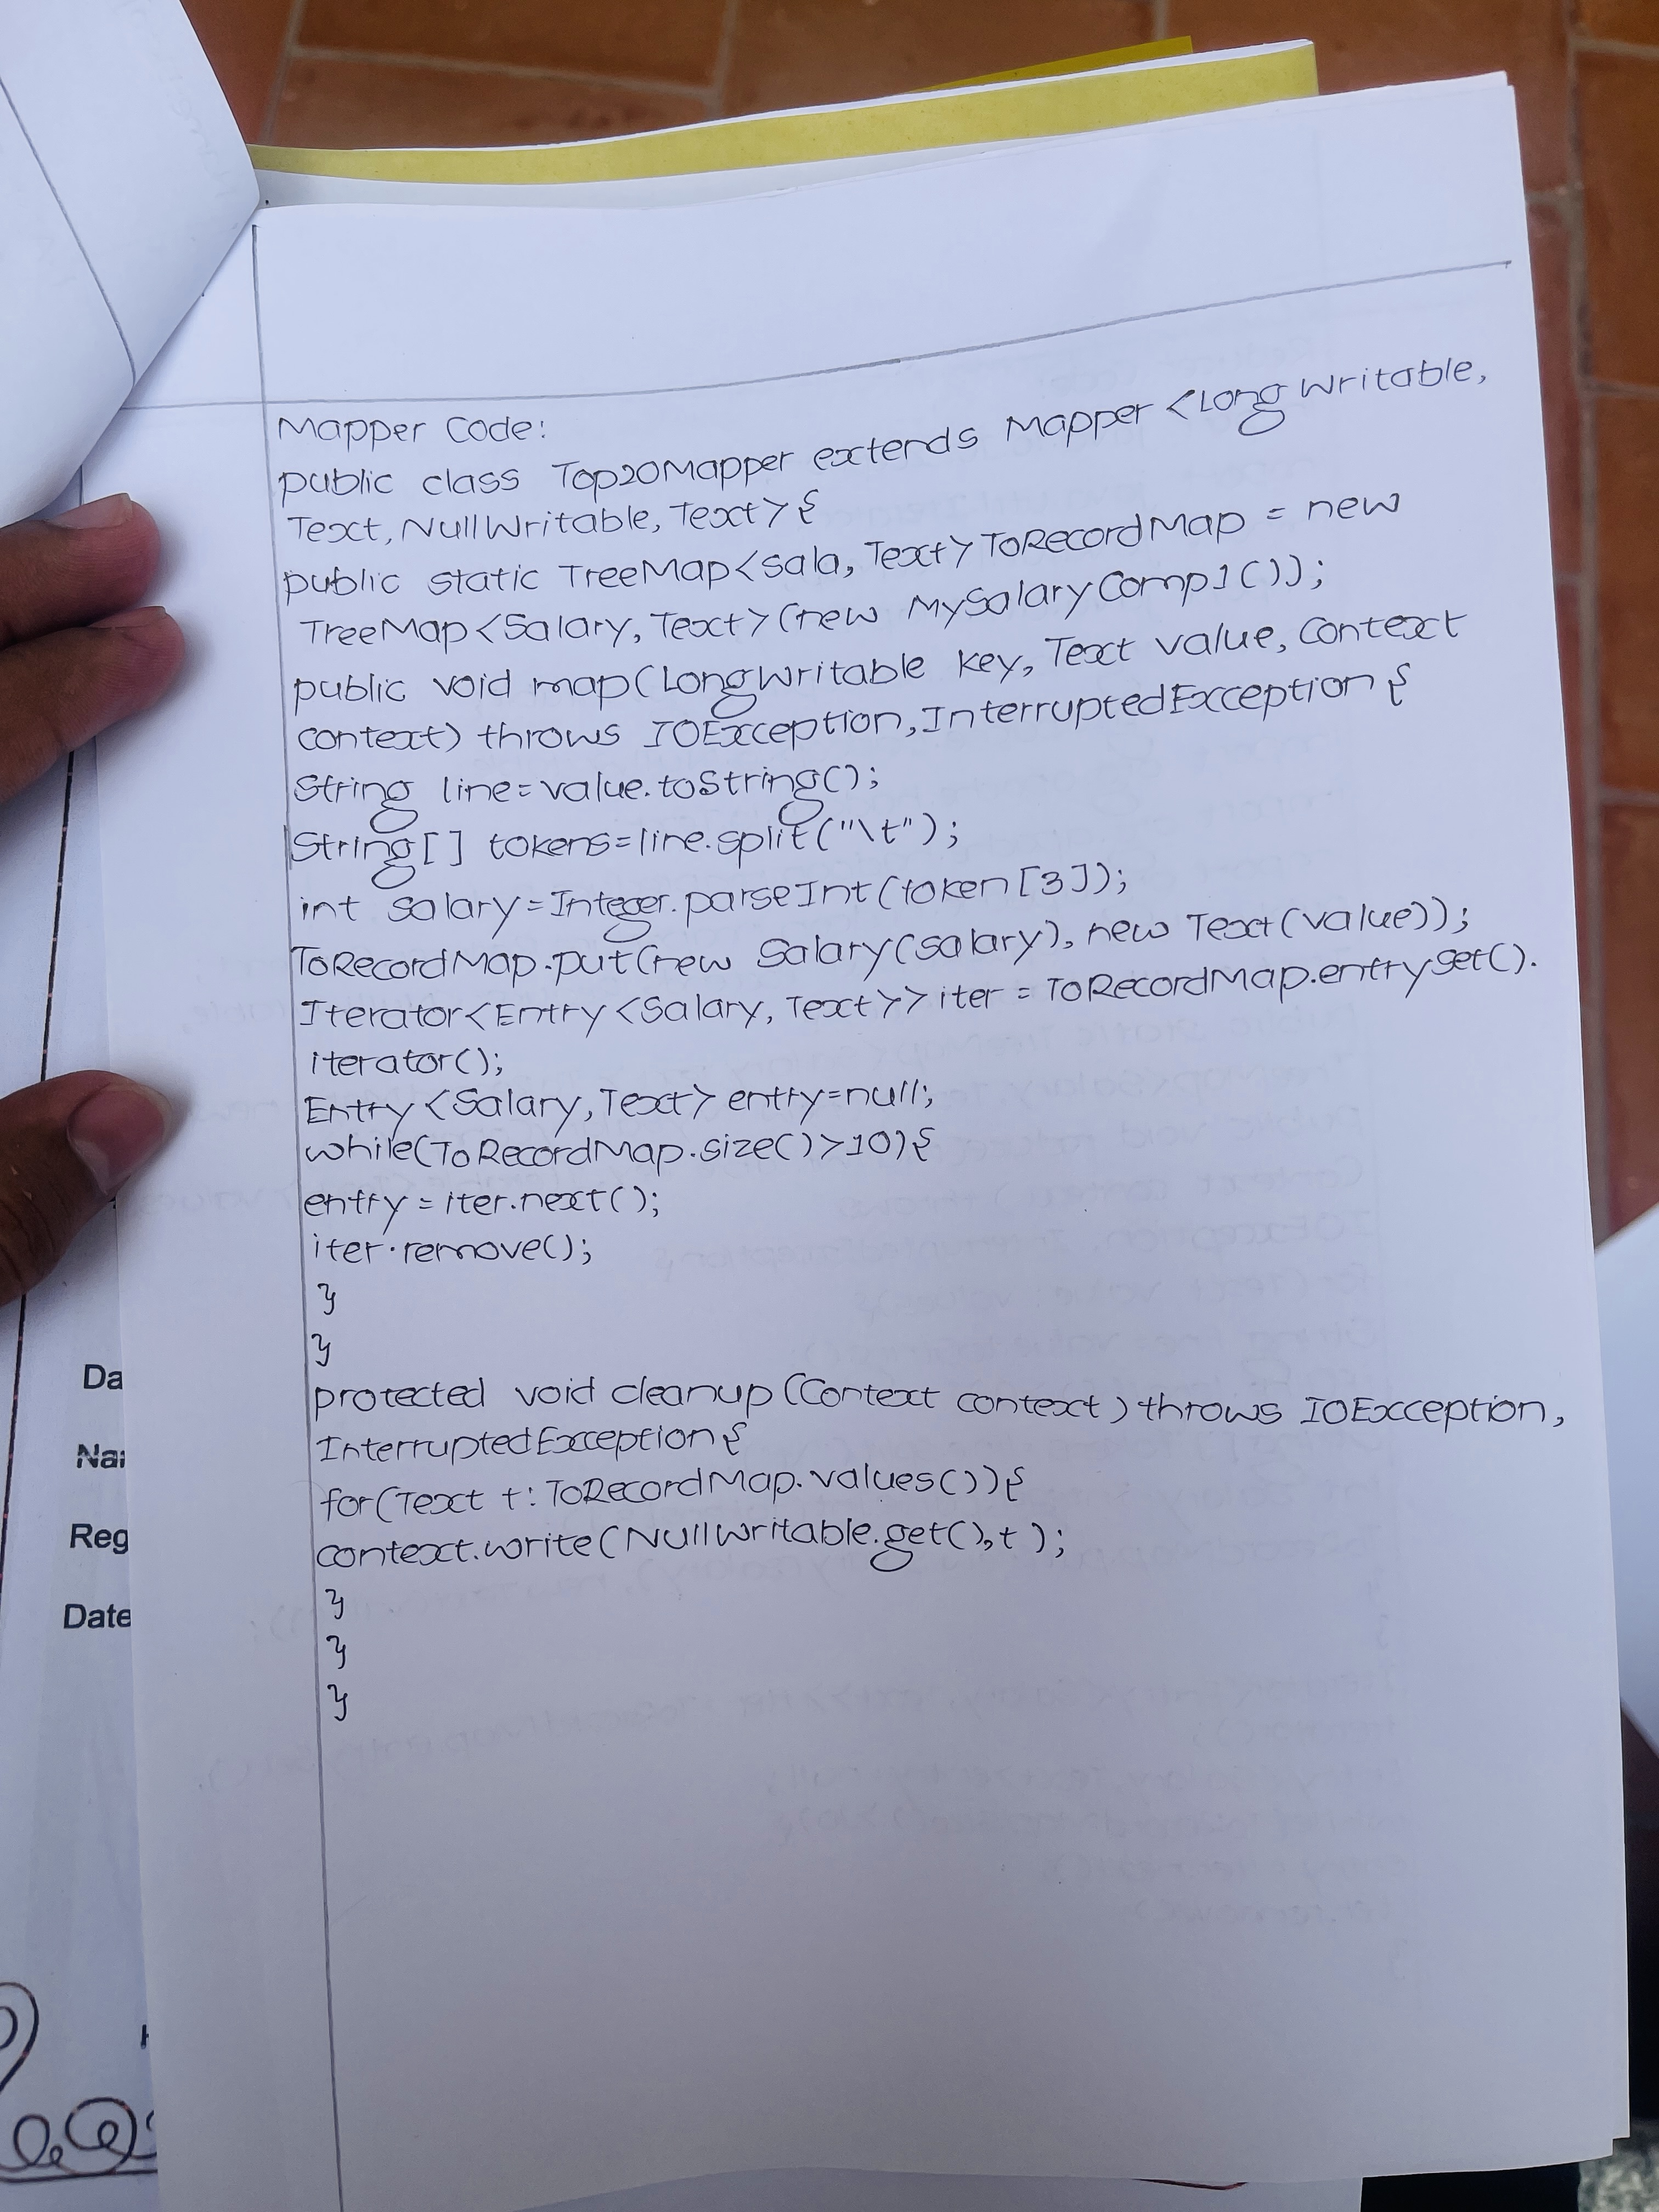 Mapper Code:
public class Top20Mapper extends Mapper <LongWritable,
Text, NullWritable, Text>{
public static TreeMap<sala, Text> ToRecordMap = new
TreeMap<Salary, Text>(new MySalaryComp1());
public void map(LongWritable key, Text value, Context
context) throws IOException, InterruptedException{
String line=value.toString();
String[] tokens=line.split("\t");
int salary=Integer.parseInt(token[3]);
ToRecordMap.put(new Salary(salary), new Text(value));
Iterator<Entry<Salary, Text>> iter = ToRecordMap.entryset().
iterator();
Entry <Salary, Text> entry=null;
while(ToRecordMap.size()>10){
entry = iter.next();
iter.remove();
}
}
protected void cleanup(Context context) throws IOException,
InterruptedException{
for(Text t: ToRecordMap.values()){
context.write(NullWritable.get(),t);
}
}
}
Da
Nai
Reg
Date